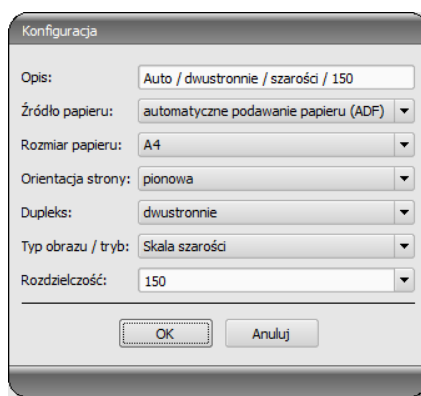 Konfiguracja
Opis: Auto / dwustronnie / szarości / 150
Źródło papieru: automatyczne podawanie papieru (ADF)
Rozmiar papieru: A4
Orientacja strony: pionowa
Dupleks: dwustronnie
Typ obrazu / tryb: Skala szarości
Rozdzielczość: 150
OK Anuluj